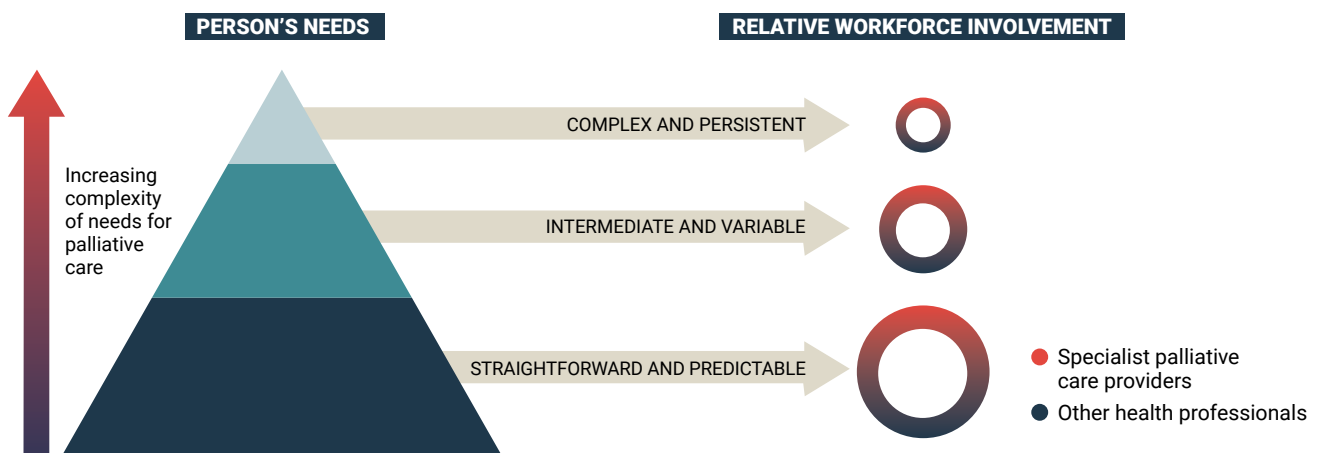 PERSON’S NEEDS
RELATIVE WORKFORCE INVOLVEMENT
Increasing
complexity
of needs for
palliative
care
COMPLEX AND PERSISTENT
INTERMEDIATE AND VARIABLE
STRAIGHTFORWARD AND PREDICTABLE
Specialist palliative
care providers
Other health professionals